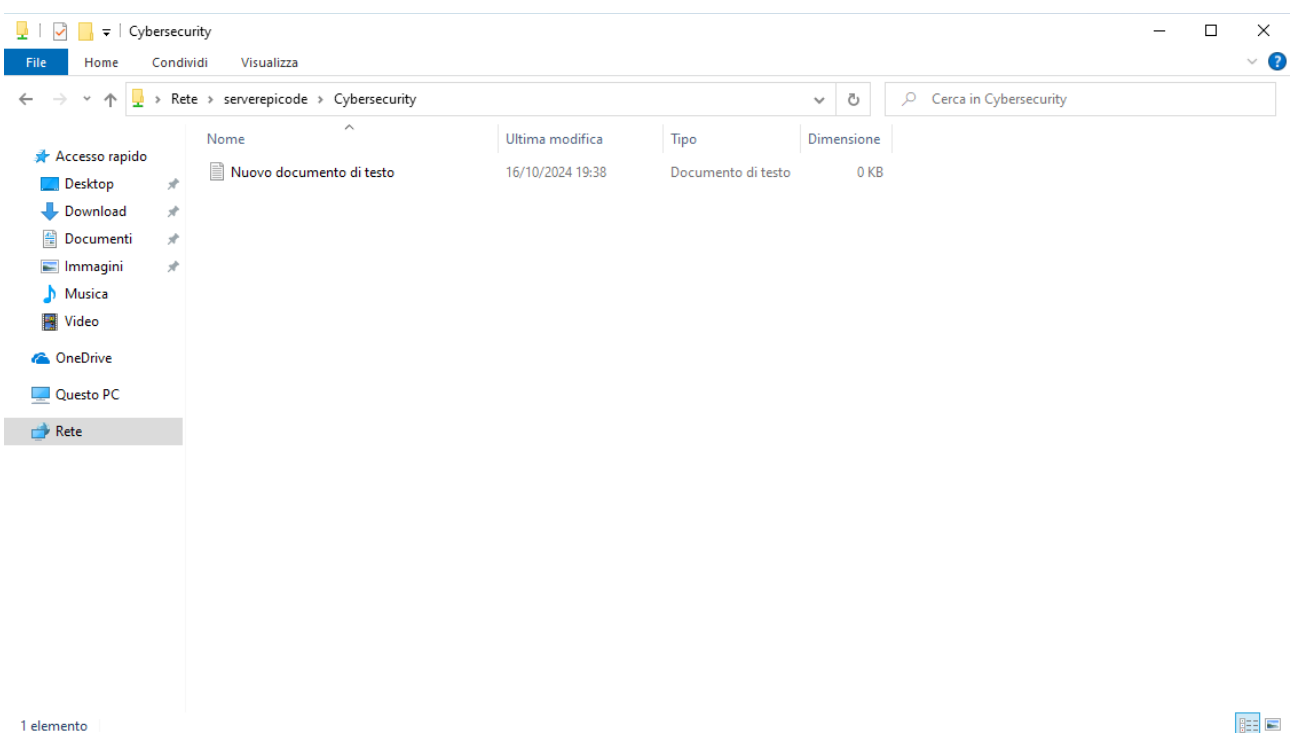 Cybersecurity
File Home Condividi Visualizza
Rete serverepicode Cybersecurity
Cerca in Cybersecurity
Nome Ultima modifica Tipo Dimensione
Nuovo documento di testo 16/10/2024 19:38 Documento di testo 0 KB
Accesso rapido
Desktop
Download
Documenti
Immagini
Musica
Video
OneDrive
Questo PC
Rete
1 elemento